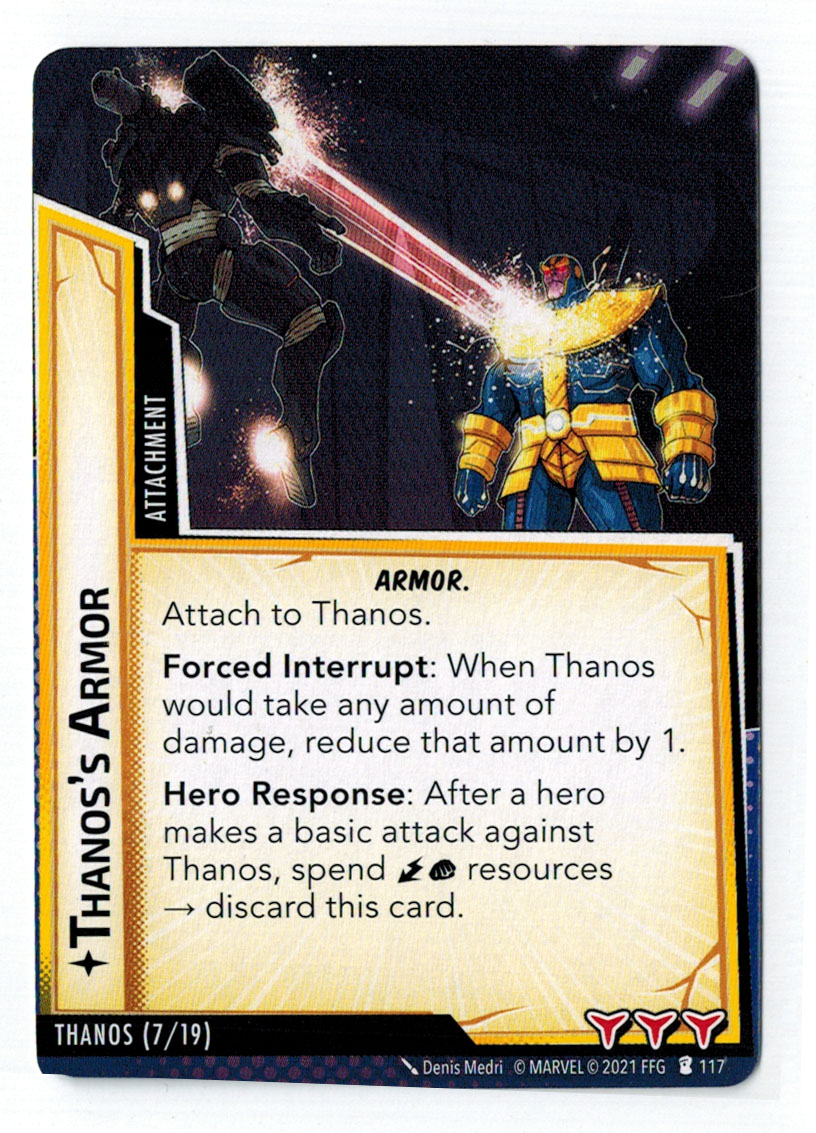 ATTACHMENT
THANOS'S ARMOR
ARMOR.
Attach to Thanos.
Forced Interrupt: When Thanos
would take any amount of
damage, reduce that amount by 1.
Hero Response: After a hero
makes a basic attack against
Thanos, spend resources
→ discard this card.
THANOS (7/19)
Denis Medri © MARVEL © 2021 FFG 117